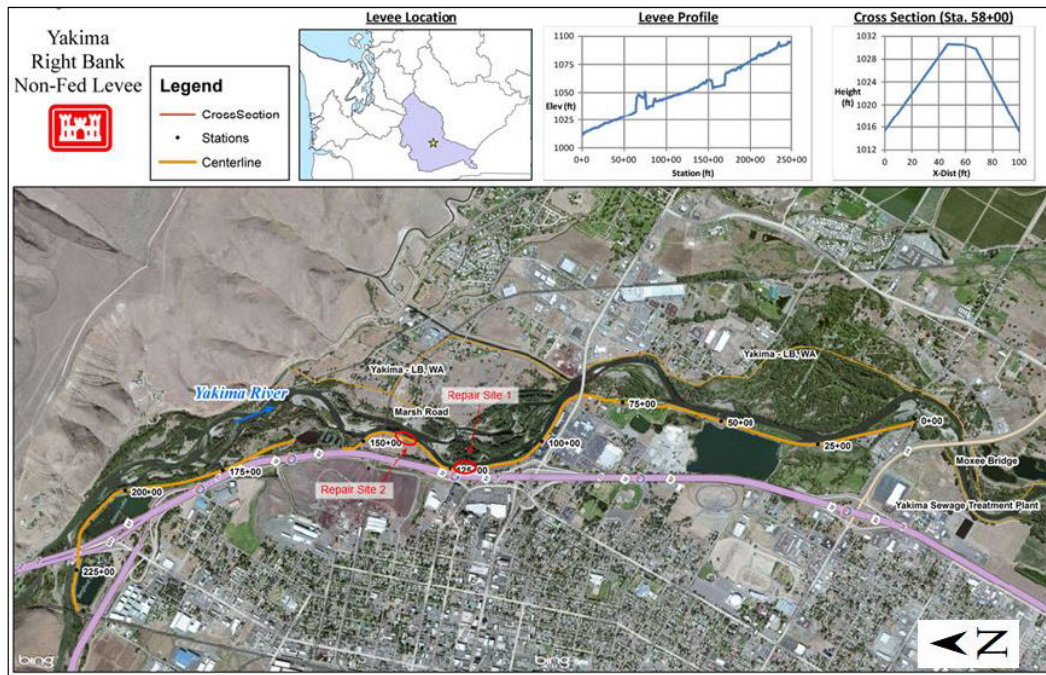 Yakima
Right Bank
Non-Fed Levee
Legend
CrossSection
Stations
Centerline
Levee Location
Levee Profile
1100
1075
1050
1025
1000
Elev (ft)
0+0
50+00
100+00
150+00
200+00
250+00
Station (ft)
Cross Section (Sta. 58+00)
1032
1028
1024
1020
1016
1012
Height
(ft)
0
20
40
60
80
100
X-Dist (ft)
Yakima - LB, WA
Yakima - LB, WA
Yakima River
Repair Site 1
Marsh Road
75+00
50+00
0+00
150+00
100+00
25+00
125+00
175+00
Moxee Bridge
Repair Site 2
200+00
Yakima Sewage Treatment Plant
225+00
N
bing
bing